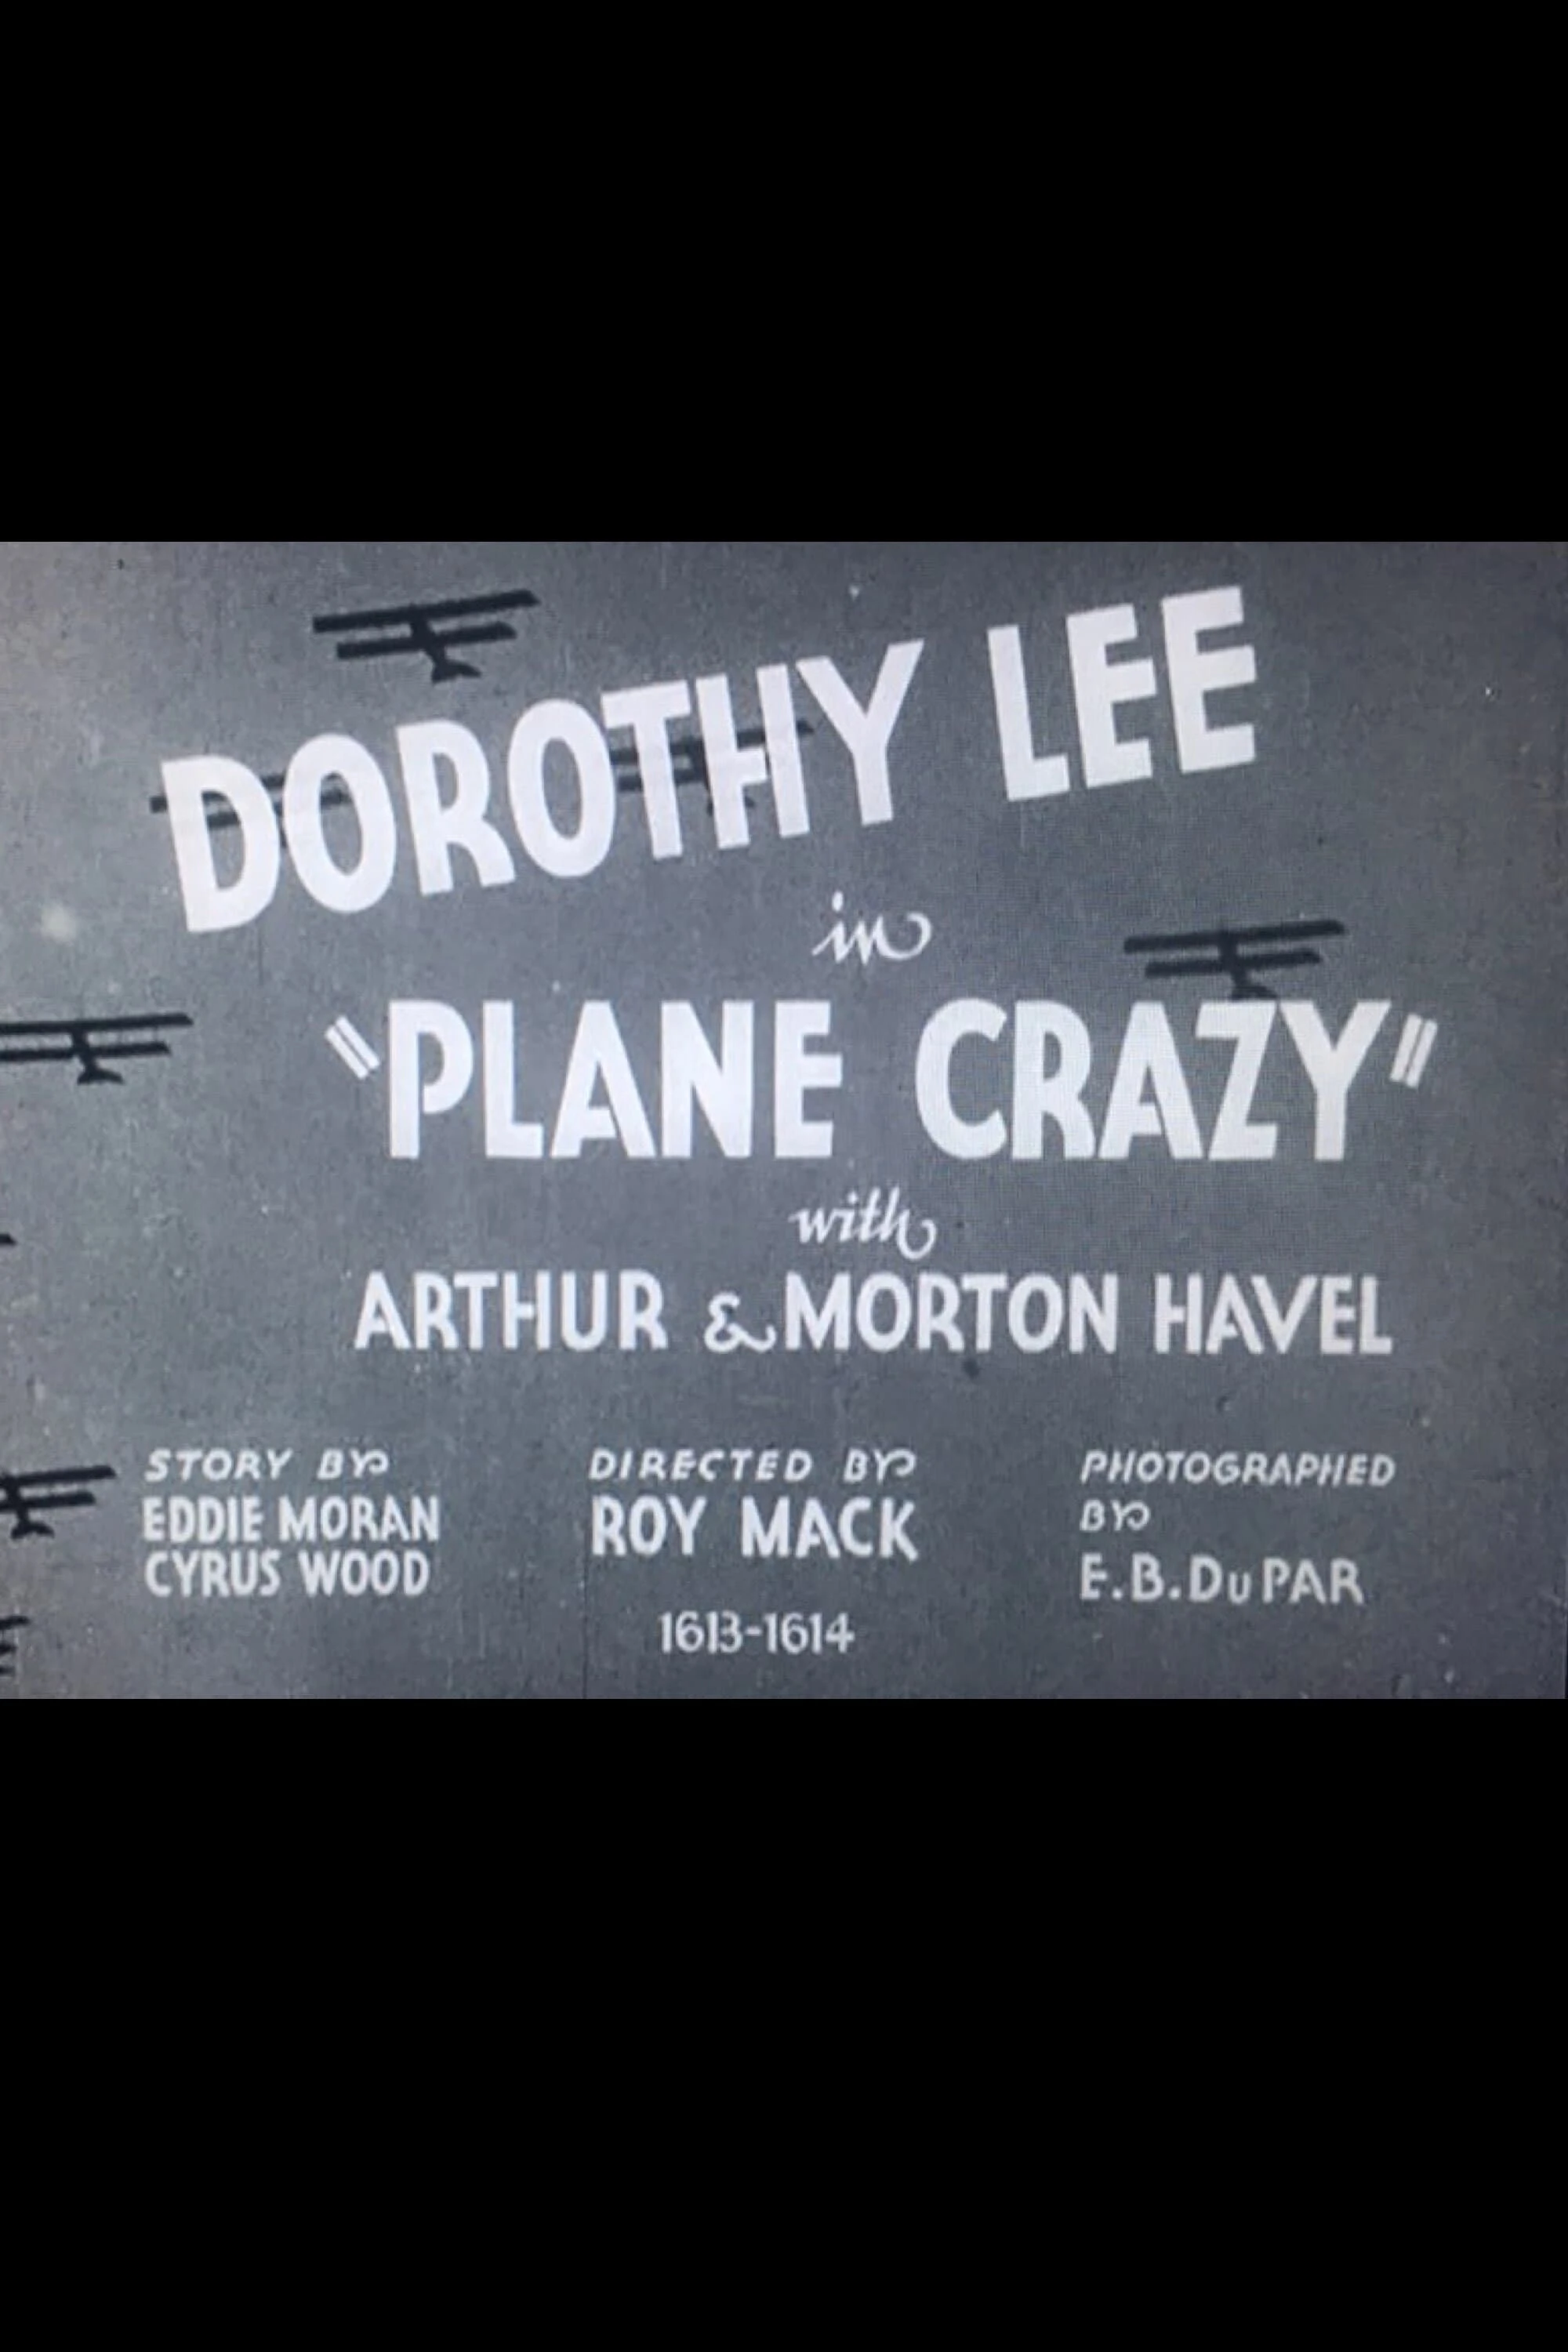 DOROTHY LEE
in
"PLANE CRAZY"
with
ARTHUR & MORTON HAVEL
STORY BY
EDDIE MORAN
CYRUS WOOD
DIRECTED BY
ROY MACK
PHOTOGRAPHED
BY
E.B.DuPAR
1613-1614